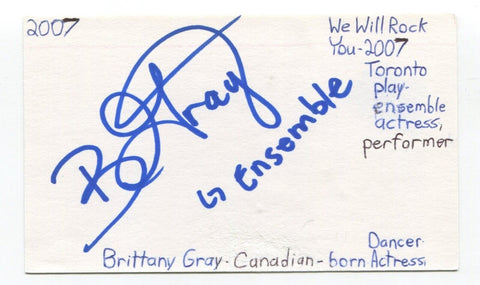 2007
We Will Rock
You-2007
Toronto
play-
ensemble
actress,
performer
B Gray
↳ Ensemble
Dancer
Brittany Gray-Canadian-born Actress